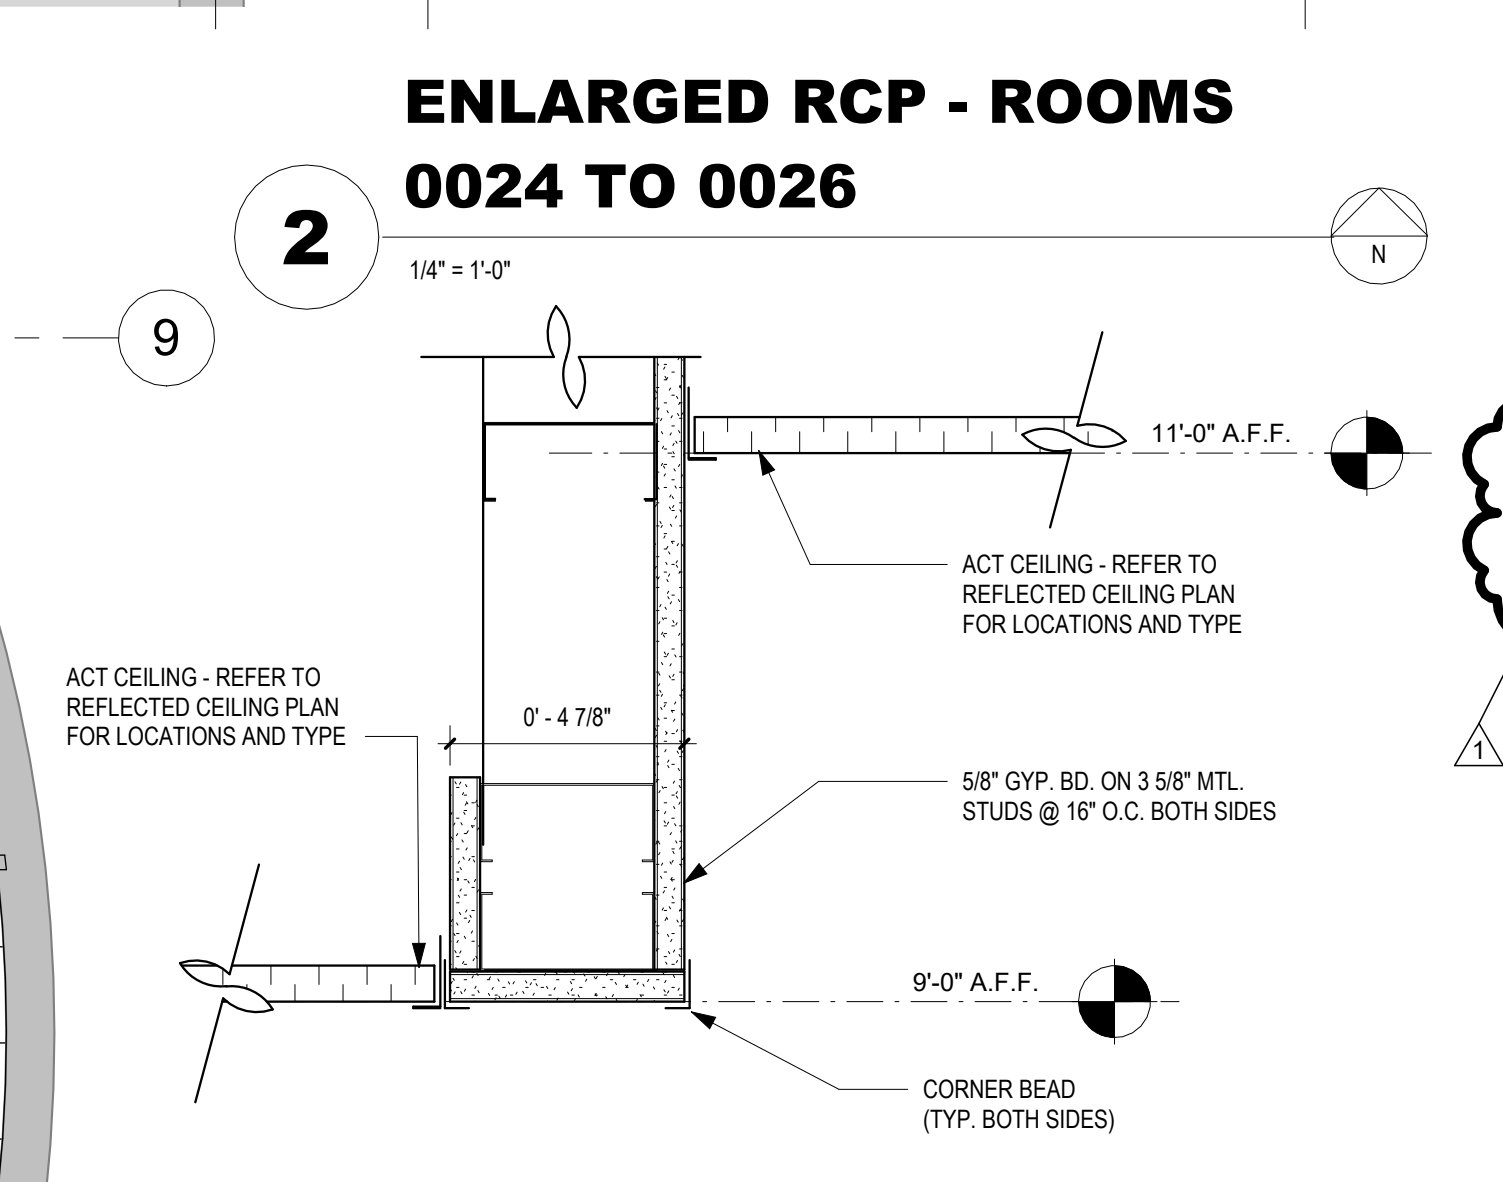 ENLARGED RCP - ROOMS
0024 TO 0026
2
1/4" = 1'-0"
N
9
11'-0" A.F.F.
ACT CEILING - REFER TO
REFLECTED CEILING PLAN
FOR LOCATIONS AND TYPE
ACT CEILING - REFER TO
REFLECTED CEILING PLAN
FOR LOCATIONS AND TYPE
0' - 4 7/8"
1
5/8" GYP. BD. ON 3 5/8" MTL.
STUDS @ 16" O.C. BOTH SIDES
9'-0" A.F.F.
CORNER BEAD
(TYP. BOTH SIDES)